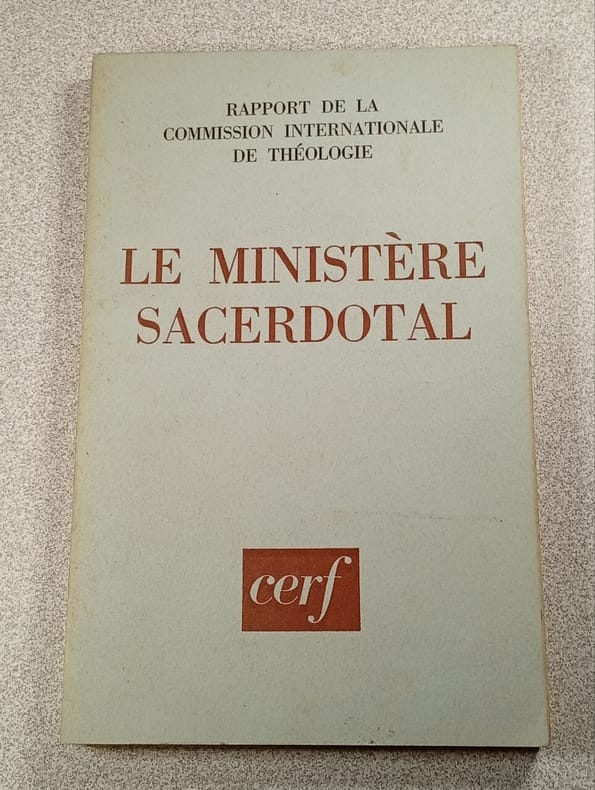 RAPPORT DE LA
COMMISSION INTERNATIONALE
DE THÉOLOGIE
LE MINISTÈRE
SACERDOTAL
cerf